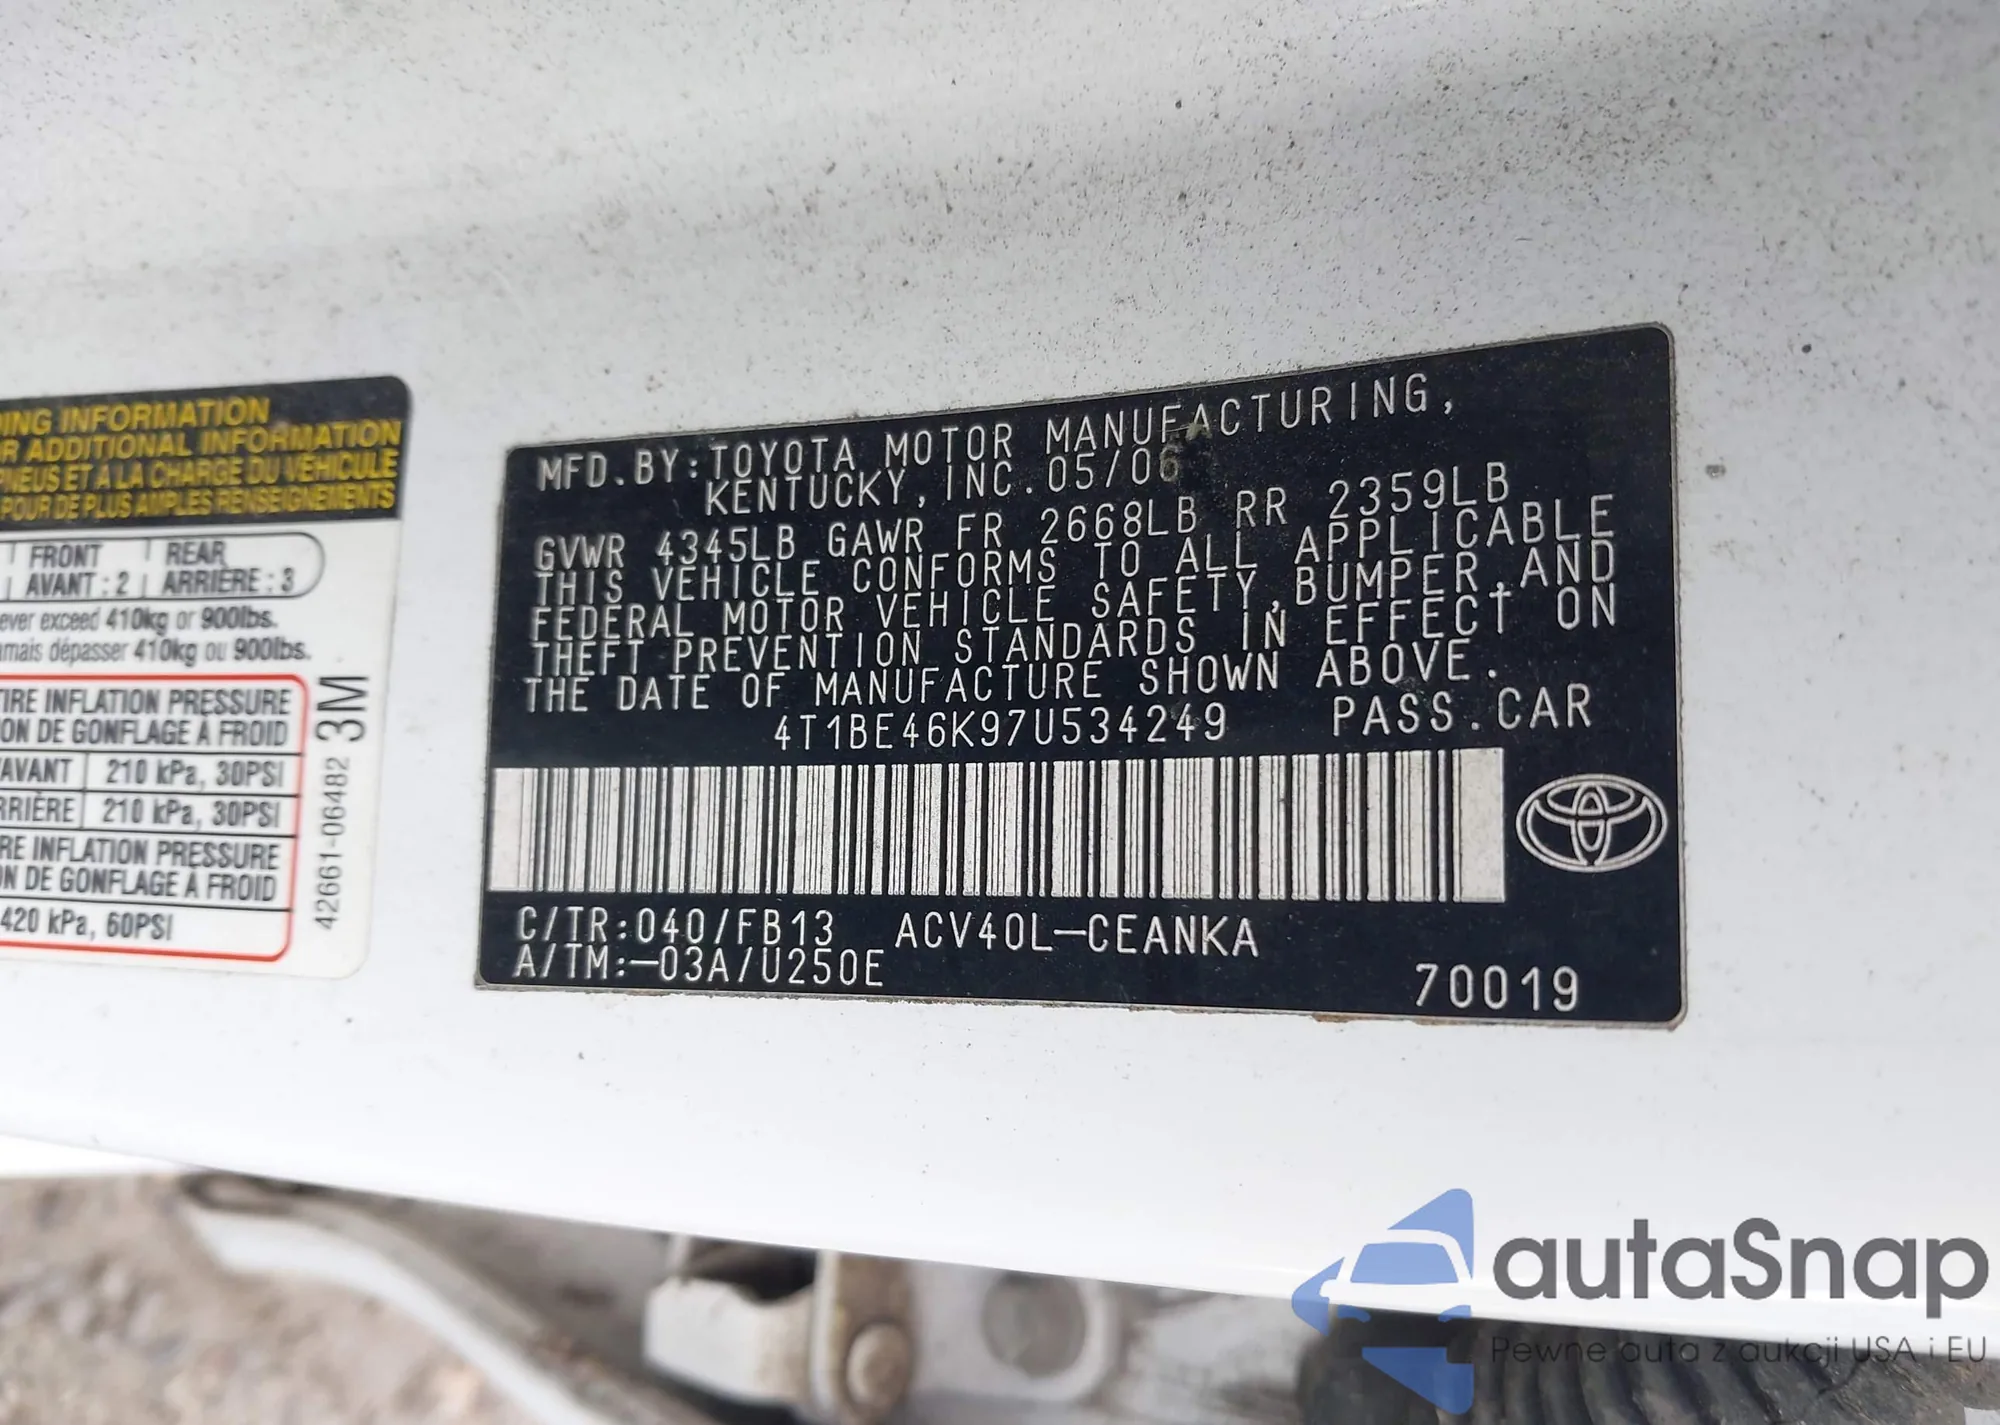 ING INFORMATION
R ADDITIONAL INFORMATION
PNEUS ET A LA CHARGE DU VÉHICULE
POUR DE PLUS AMPLES RENSEIGNEMENTS
FRONT REAR
AVANT : 2 ARRIÈRE : 3
ever exceed 410kg or 900lbs.
mais dépasser 410kg ou 900lbs.
TIRE INFLATION PRESSURE
ON DE GONFLAGE À FROID
AVANT 210 kPa, 30PSI
RRIÈRE 210 kPa, 30PSI
RE INFLATION PRESSURE
N DE GONFLAGE À FROID
420 kPa, 60PSI
42661-06482 3M
MFD.BY:TOYOTA MOTOR MANUFACTURING,
KENTUCKY,INC.05/06
GVWR 4345LB GAWR FR 2668LB RR 2359LB
THIS VEHICLE CONFORMS TO ALL APPLICABLE
FEDERAL MOTOR VEHICLE SAFETY,BUMPER,AND
THEFT PREVENTION STANDARDS IN EFFECT ON
THE DATE OF MANUFACTURE SHOWN ABOVE.
4T1BE46K97U534249 PASS.CAR
C/TR:040/FB13 ACV40L-CEANKA
A/TM:-03A/U250E
70019
autaSnap
Pewne auta z aukcji USA i EU